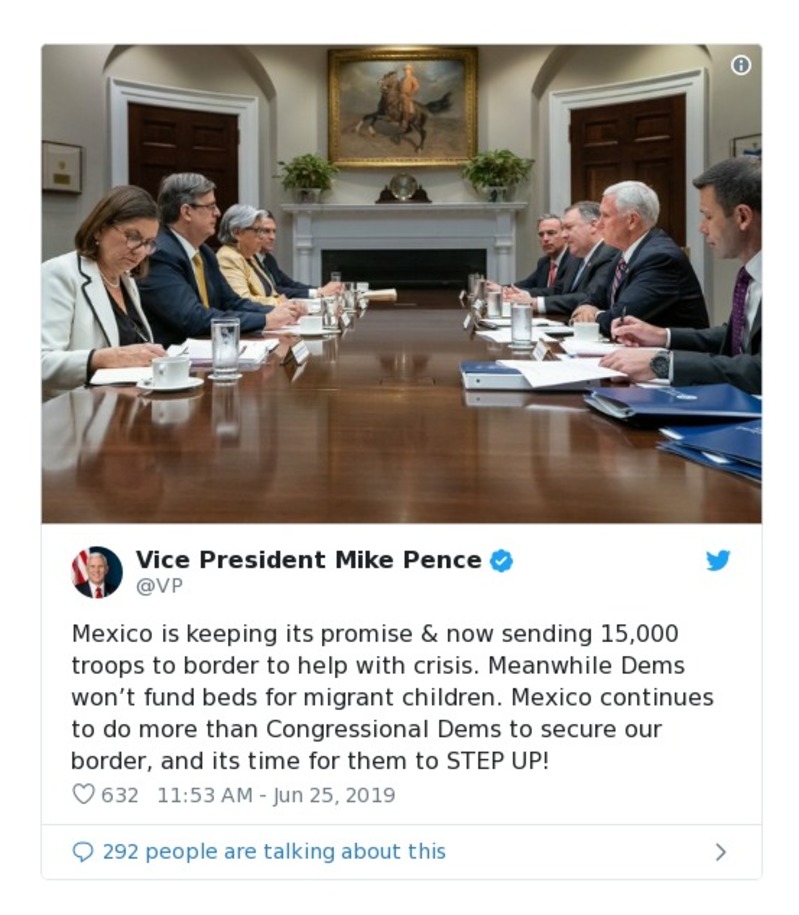 Vice President Mike Pence
@VP
Mexico is keeping its promise & now sending 15,000
troops to border to help with crisis. Meanwhile Dems
won’t fund beds for migrant children. Mexico continues
to do more than Congressional Dems to secure our
border, and its time for them to STEP UP!
632 11:53 AM - Jun 25, 2019
292 people are talking about this